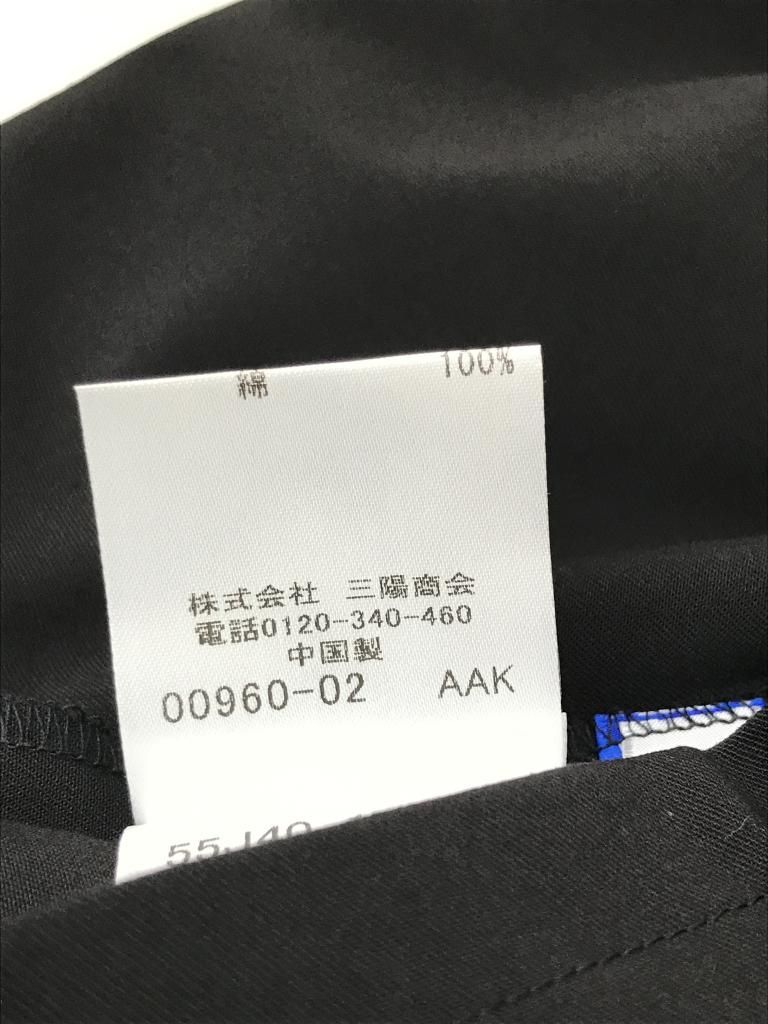 綿 100%
株式会社 三陽商会
電話0120-340-460
中国製
00960-02 AAK